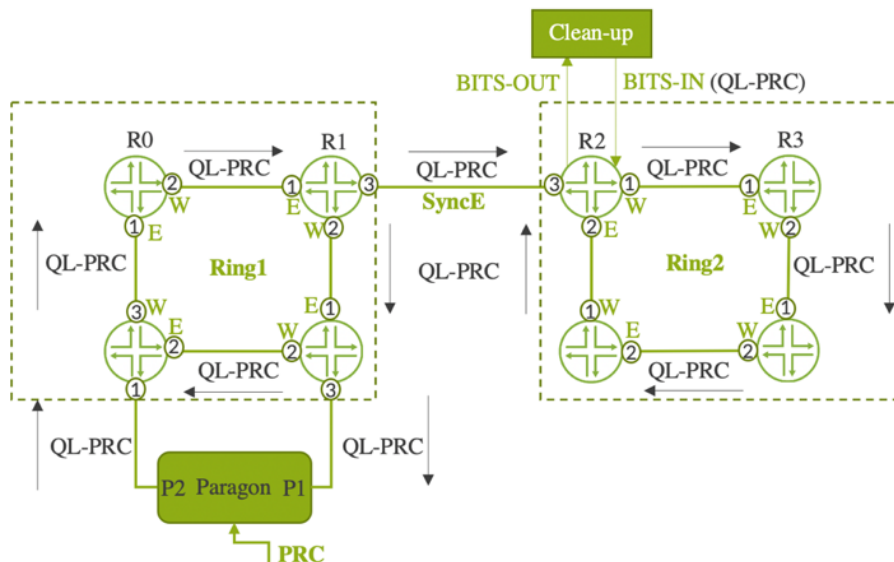 Clean-up
BITS-OUT
BITS-IN (QL-PRC)
R0
QL-PRC
R1
QL-PRC
R2
QL-PRC
R3
2
W
1
E
3
SyncE
3
1
W
1
E
1
E
W
2
2
E
W
2
QL-PRC
Ring1
QL-PRC
Ring2
QL-PRC
3
W
E
1
1
W
E
1
E
2
W
2
E
2
W
2
QL-PRC
QL-PRC
1
3
QL-PRC
QL-PRC
P2 Paragon P1
PRC